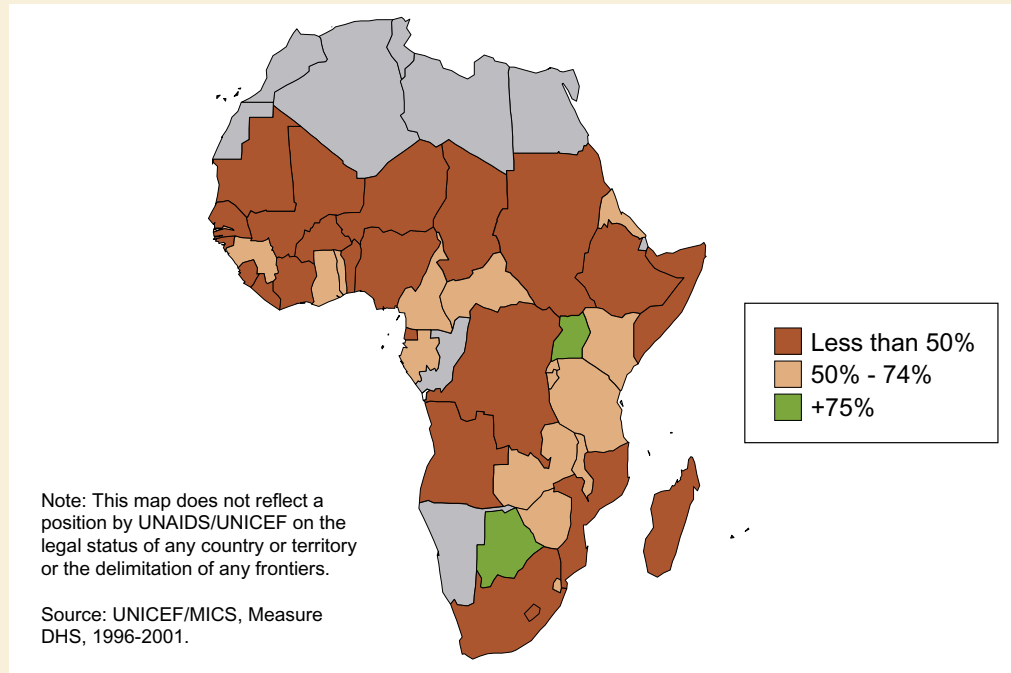 Less than 50%
50% - 74%
+75%
Note: This map does not reflect a
position by UNAIDS/UNICEF on the
legal status of any country or territory
or the delimitation of any frontiers.
Source: UNICEF/MICS, Measure
DHS, 1996-2001.